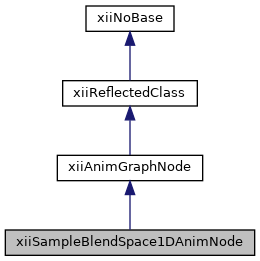 xiiNoBase
xiiReflectedClass
xiiAnimGraphNode
xiiSampleBlendSpace1DAnimNode